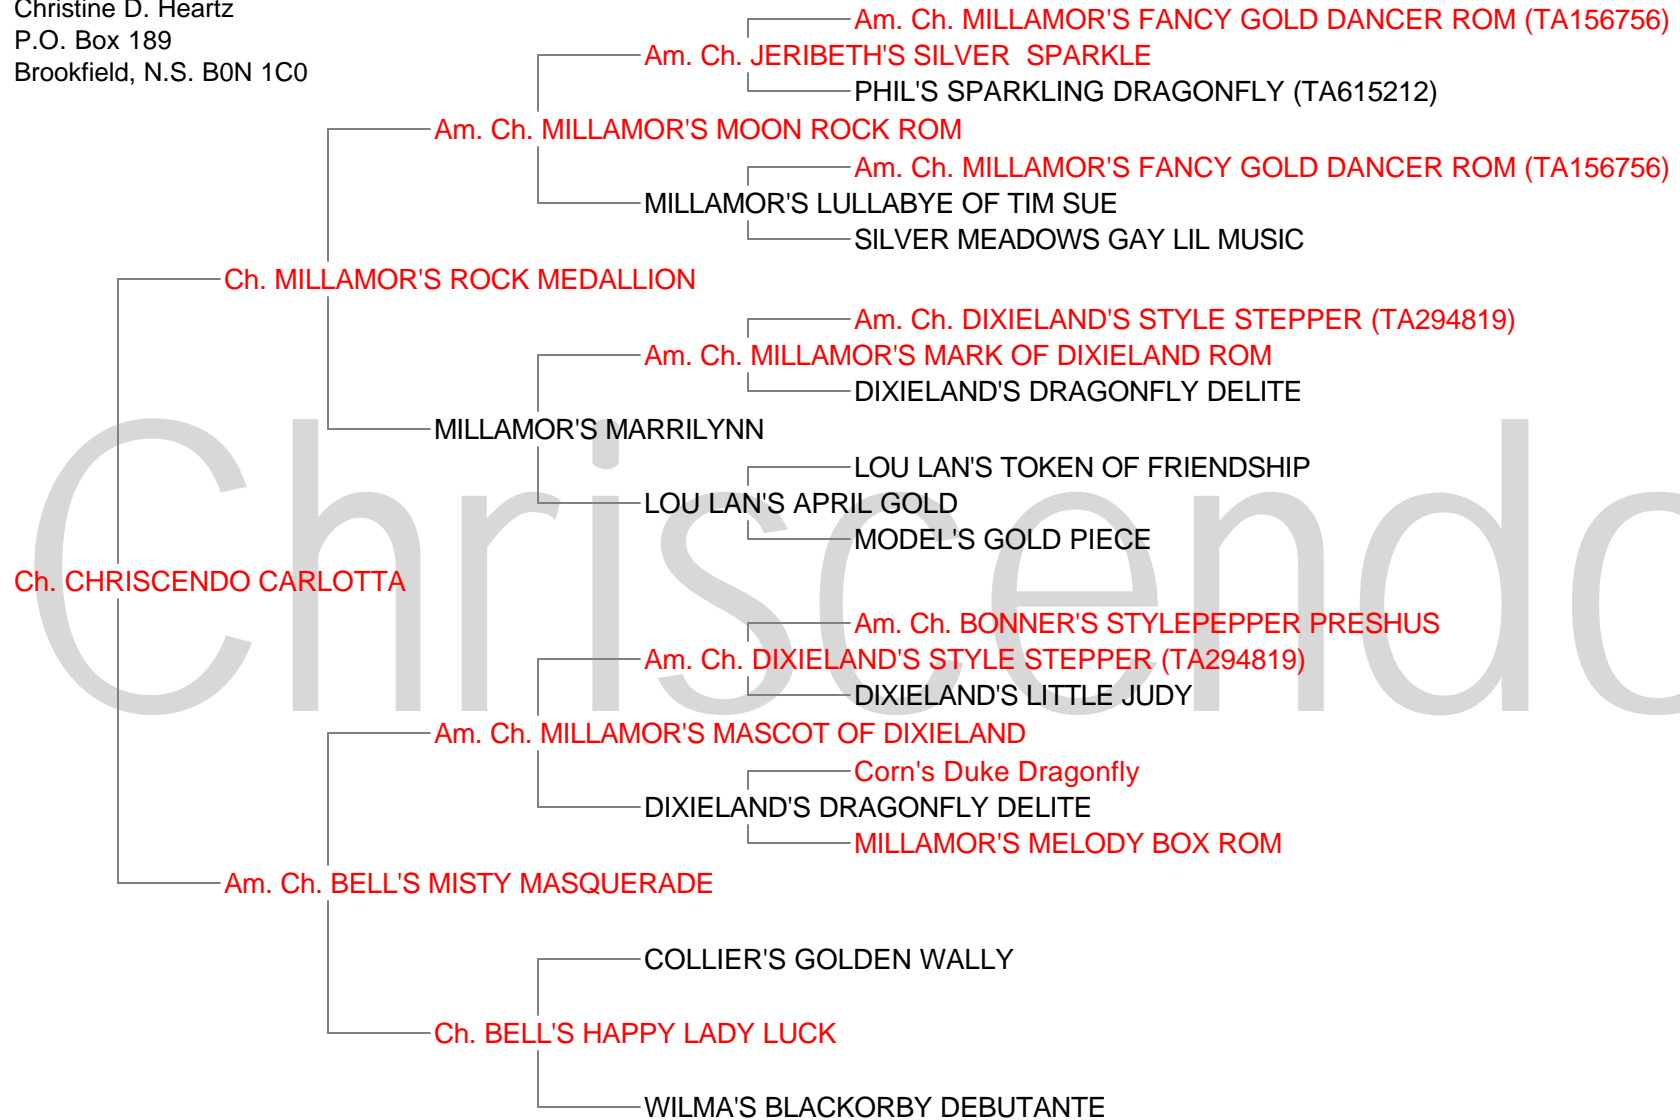 Christine D. Heartz
P.O. Box 189
Brookfield, N.S. B0N 1C0
Am. Ch. MILLAMOR'S FANCY GOLD DANCER ROM (TA156756)
Am. Ch. JERIBETH'S SILVER  SPARKLE
PHIL'S SPARKLING DRAGONFLY (TA615212)
Am. Ch. MILLAMOR'S MOON ROCK ROM
Am. Ch. MILLAMOR'S FANCY GOLD DANCER ROM (TA156756)
MILLAMOR'S LULLABYE OF TIM SUE
SILVER MEADOWS GAY LIL MUSIC
Ch. MILLAMOR'S ROCK MEDALLION
Am. Ch. DIXIELAND'S STYLE STEPPER (TA294819)
Am. Ch. MILLAMOR'S MARK OF DIXIELAND ROM
DIXIELAND'S DRAGONFLY DELITE
MILLAMOR'S MARRILYNN
LOU LAN'S TOKEN OF FRIENDSHIP
LOU LAN'S APRIL GOLD
MODEL'S GOLD PIECE
Ch. CHRISCENDO CARLOTTA
Chriscendo
Am. Ch. BONNER'S STYLEPEPPER PRESHUS
Am. Ch. DIXIELAND'S STYLE STEPPER (TA294819)
DIXIELAND'S LITTLE JUDY
Am. Ch. MILLAMOR'S MASCOT OF DIXIELAND
Corn's Duke Dragonfly
DIXIELAND'S DRAGONFLY DELITE
MILLAMOR'S MELODY BOX ROM
Am. Ch. BELL'S MISTY MASQUERADE
COLLIER'S GOLDEN WALLY
Ch. BELL'S HAPPY LADY LUCK
WILMA'S BLACKORBY DEBUTANTE